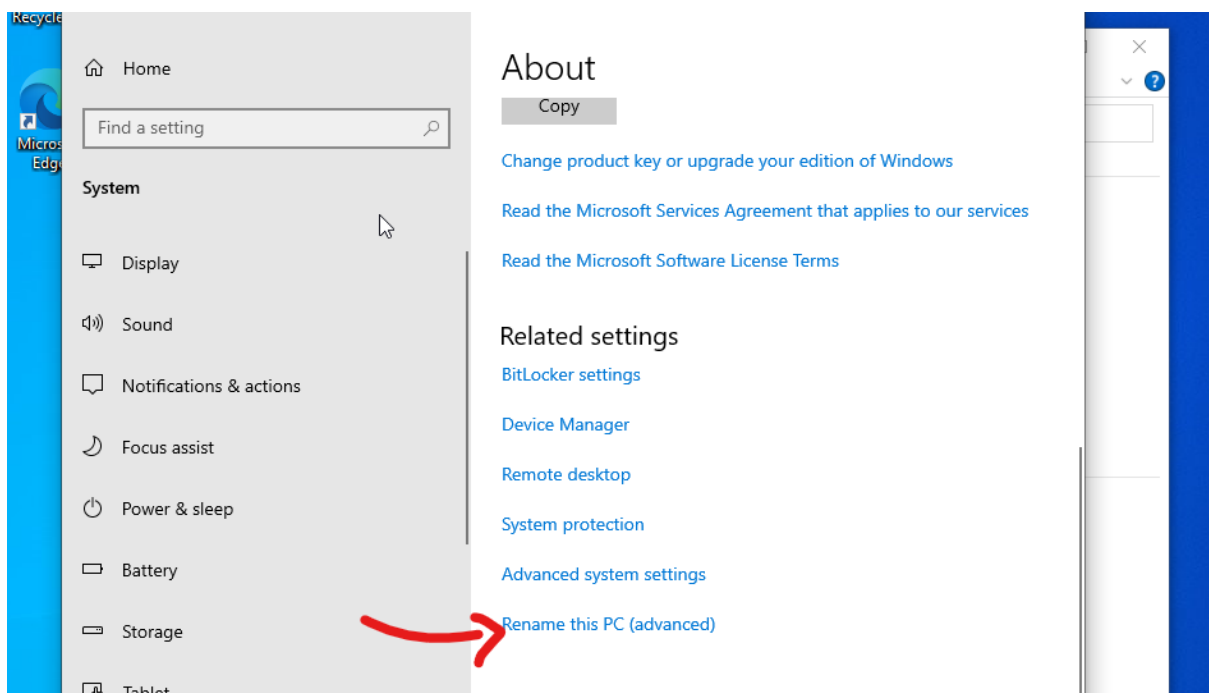 Recycle
Micros
Edge
Home
Find a setting
System
Display
Sound
Notifications & actions
Focus assist
Power & sleep
Battery
Storage
Tablet
About
Copy
Change product key or upgrade your edition of Windows
Read the Microsoft Services Agreement that applies to our services
Read the Microsoft Software License Terms
Related settings
BitLocker settings
Device Manager
Remote desktop
System protection
Advanced system settings
Rename this PC (advanced)
?